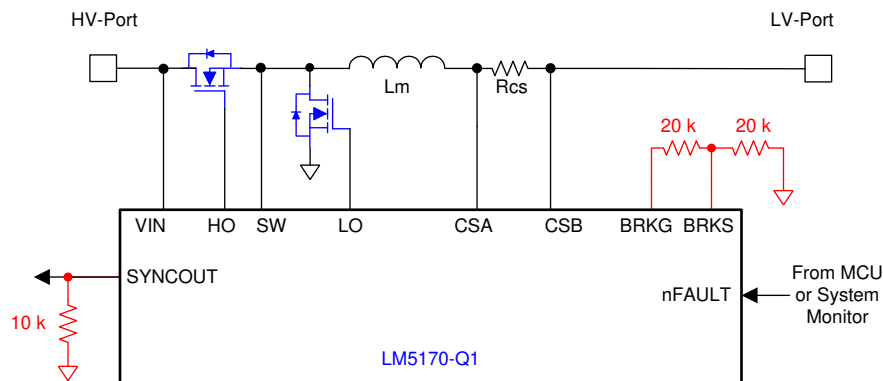 HV-Port
LV-Port
Lm
Rcs
20 k
20 k
VIN
HO
SW
LO
CSA
CSB
BRKG
BRKS
SYNCOUT
nFAULT
From MCU
or System
Monitor
10 k
LM5170-Q1